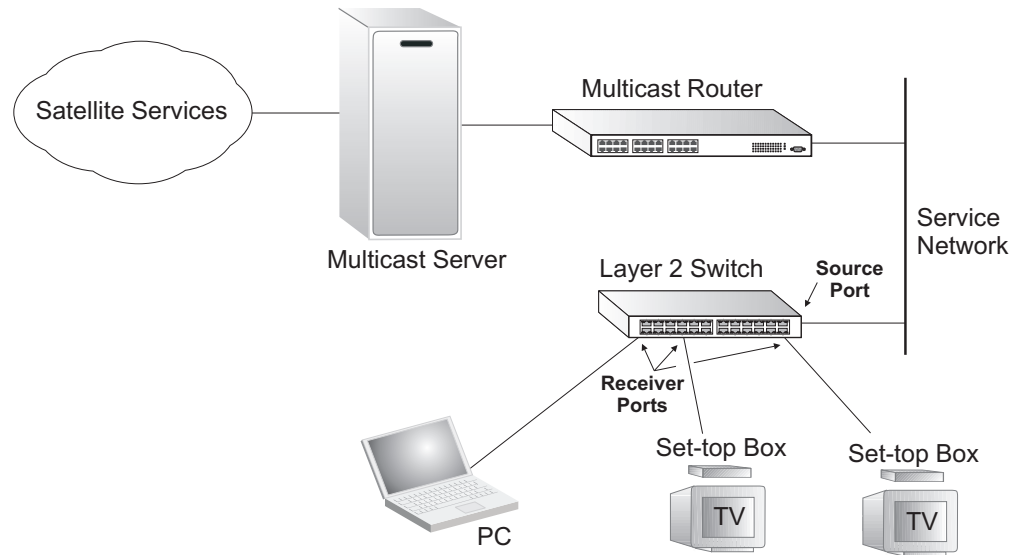 Satellite Services
Multicast Router
Multicast Server
Service
Network
Layer 2 Switch
Source
Port
Receiver
Ports
PC
Set-top Box
TV
Set-top Box
TV